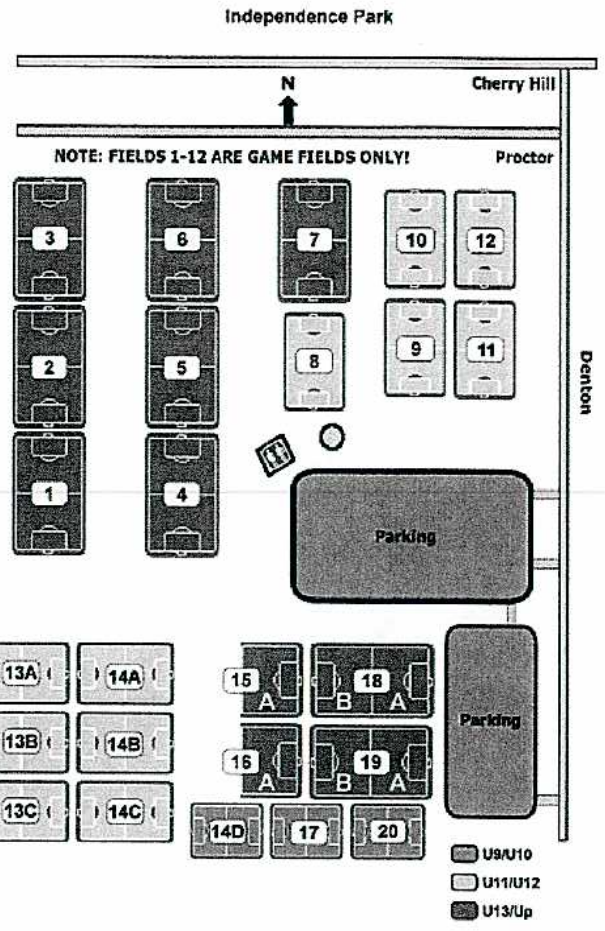 Independence Park
Cherry Hill
N
NOTE: FIELDS 1-12 ARE GAME FIELDS ONLY!
Proctor
3
6
7
10
12
2
5
8
9
11
Denton
1
4
Parking
13A
14A
15
A
B
18
A
13B
14B
Parking
16
A
B
19
A
13C
14C
14D
17
20
U9/U10
U11/U12
U13/Up